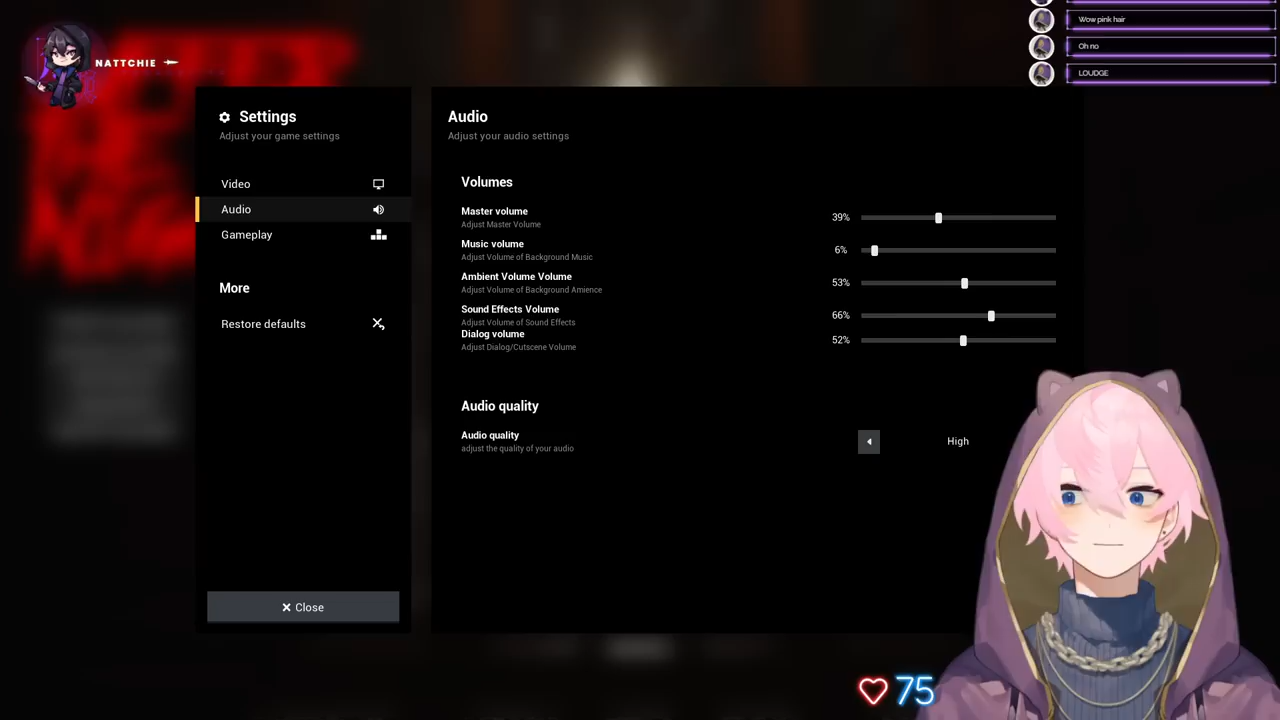 NATTCHIE
Wow pink hair
Oh no
LOUDGE
Settings
Adjust your game settings
Video
Audio
Gameplay
More
Restore defaults
Close
Audio
Adjust your audio settings
Volumes
Master volume
Adjust Master Volume
39%
Music volume
Adjust Volume of Background Music
6%
Ambient Volume Volume
Adjust Volume of Background Amience
53%
Sound Effects Volume
Adjust Volume of Sound Effects
66%
Dialog volume
Adjust Dialog/Cutscene Volume
52%
Audio quality
Audio quality
adjust the quality of your audio
High
75